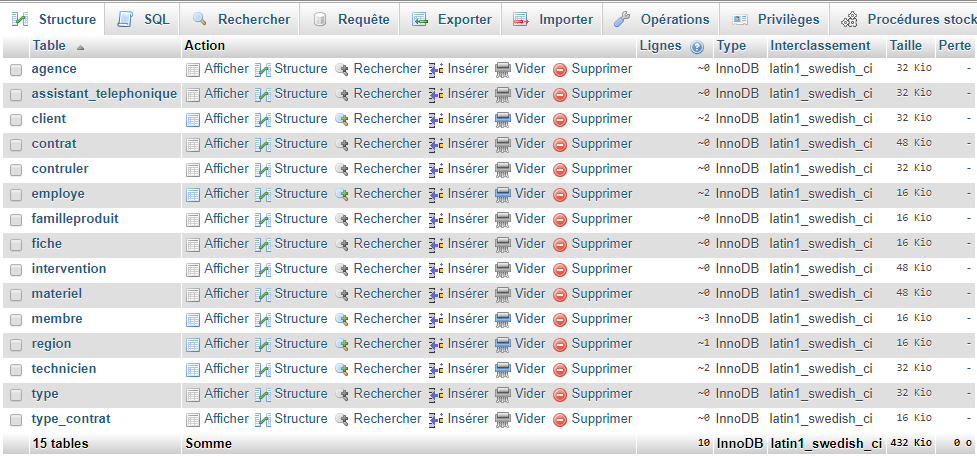 Structure SQL Rechercher Requête Exporter Importer Opérations Privilèges Procédures stock
Table Action Lignes Type Interclassement Taille Perte
agence Afficher Structure Rechercher Insérer Vider Supprimer ~0 InnoDB latin1_swedish_ci 32 Kio -
assistant_telephonique Afficher Structure Rechercher Insérer Vider Supprimer ~0 InnoDB latin1_swedish_ci 32 Kio -
client Afficher Structure Rechercher Insérer Vider Supprimer ~2 InnoDB latin1_swedish_ci 32 Kio -
contrat Afficher Structure Rechercher Insérer Vider Supprimer ~0 InnoDB latin1_swedish_ci 48 Kio -
contruler Afficher Structure Rechercher Insérer Vider Supprimer ~0 InnoDB latin1_swedish_ci 32 Kio -
employe Afficher Structure Rechercher Insérer Vider Supprimer ~2 InnoDB latin1_swedish_ci 16 Kio -
familleproduit Afficher Structure Rechercher Insérer Vider Supprimer ~0 InnoDB latin1_swedish_ci 16 Kio -
fiche Afficher Structure Rechercher Insérer Vider Supprimer ~0 InnoDB latin1_swedish_ci 16 Kio -
intervention Afficher Structure Rechercher Insérer Vider Supprimer ~0 InnoDB latin1_swedish_ci 48 Kio -
materiel Afficher Structure Rechercher Insérer Vider Supprimer ~0 InnoDB latin1_swedish_ci 48 Kio -
membre Afficher Structure Rechercher Insérer Vider Supprimer ~3 InnoDB latin1_swedish_ci 16 Kio -
region Afficher Structure Rechercher Insérer Vider Supprimer ~1 InnoDB latin1_swedish_ci 16 Kio -
technicien Afficher Structure Rechercher Insérer Vider Supprimer ~2 InnoDB latin1_swedish_ci 32 Kio -
type Afficher Structure Rechercher Insérer Vider Supprimer ~0 InnoDB latin1_swedish_ci 32 Kio -
type_contrat Afficher Structure Rechercher Insérer Vider Supprimer ~0 InnoDB latin1_swedish_ci 16 Kio -
15 tables Somme 10 InnoDB latin1_swedish_ci 432 Kio 0 o